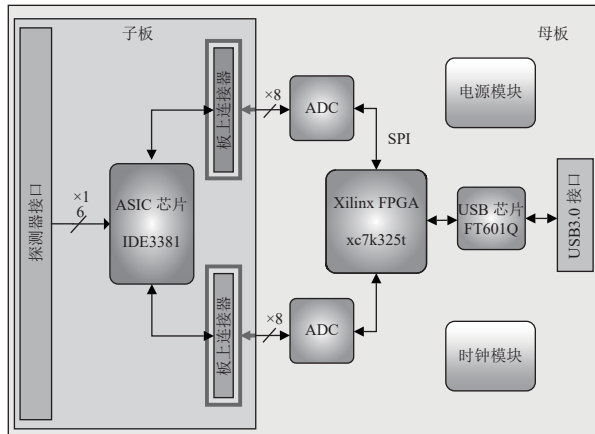 子板
母板
探测器接口
×1
6
ASIC 芯片
IDE3381
板上连接器
×8
ADC
SPI
Xilinx FPGA
xc7k325t
板上连接器
×8
ADC
电源模块
USB 芯片
FT601Q
USB3.0 接口
时钟模块